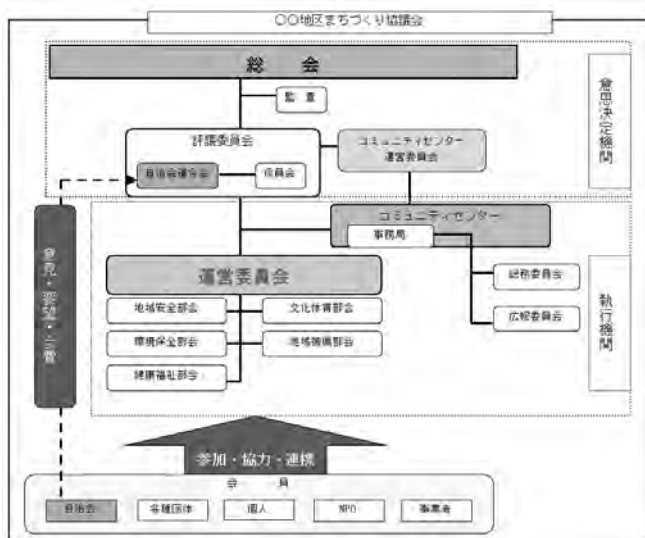 〇〇地区まちづくり協議会
総 会
監 査
意思決定機関
評議委員会
コミュニティセンター
運営委員会
自治会連合会
役員会
コミュニティセンター
事務局
意見・要望・会費
運営委員会
総務委員会
執行機関
地域安全部会
文化体育部会
広報委員会
環境保全部会
地域振興部会
健康福祉部会
参加・協力・連携
会 員
自治会
各種団体
個人
NPO
事業者